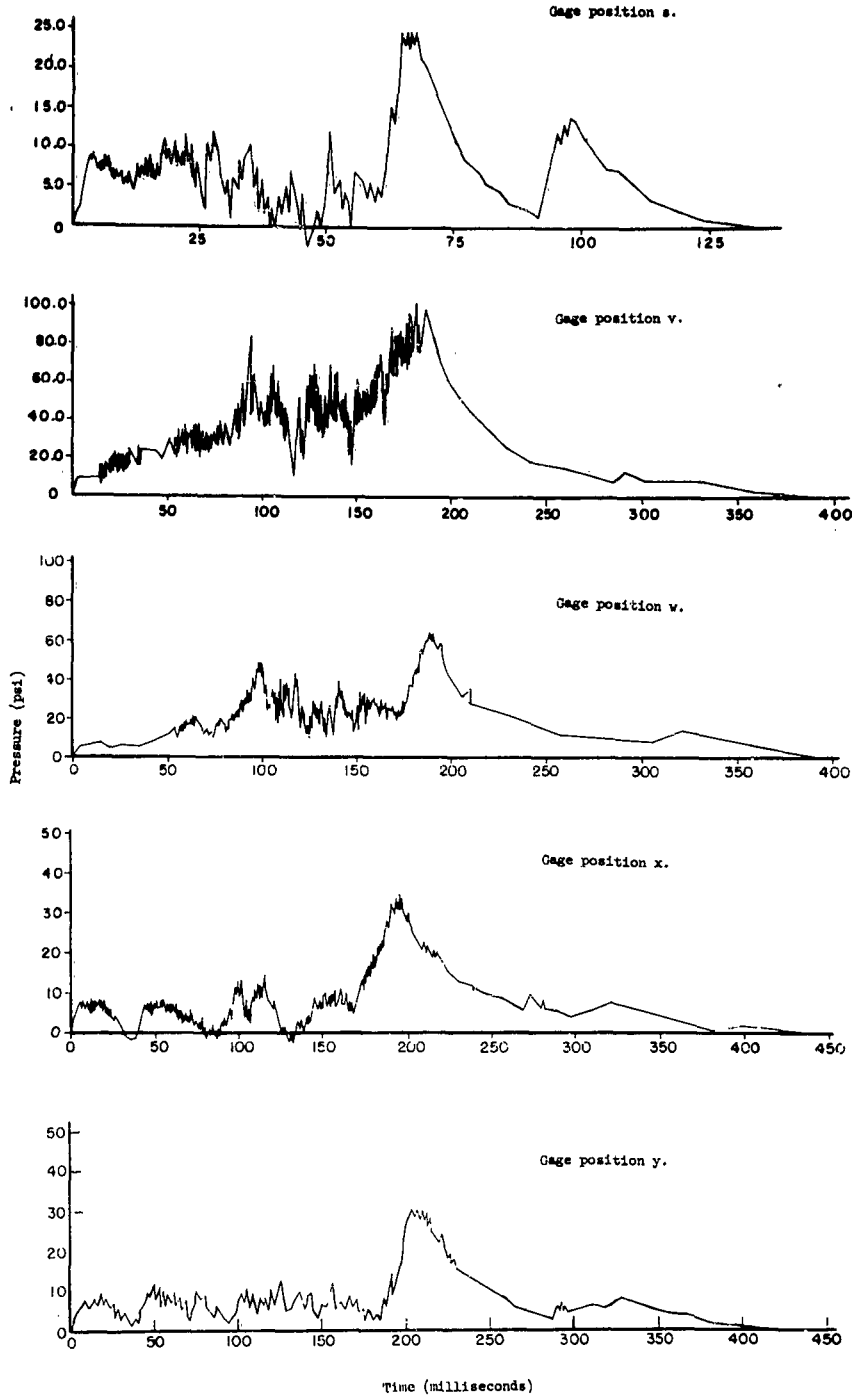 Gage position s.
25.0
20.0
15.0
10.0
5.0
0
25 50 75 100 125
Gage position v.
100.0
80.0
60.0
40.0
20.0
0
50 100 150 200 250 300 350 400
Gage position w.
100
80
60
40
20
0
0 50 100 150 200 250 300 350 400
Pressure (psi)
Gage position x.
50
40
30
20
10
0
0 50 100 150 200 250 300 350 400 450
Gage position y.
50
40
30
20
10
0
0 50 100 150 200 250 300 350 400 450
Time (milliseconds)